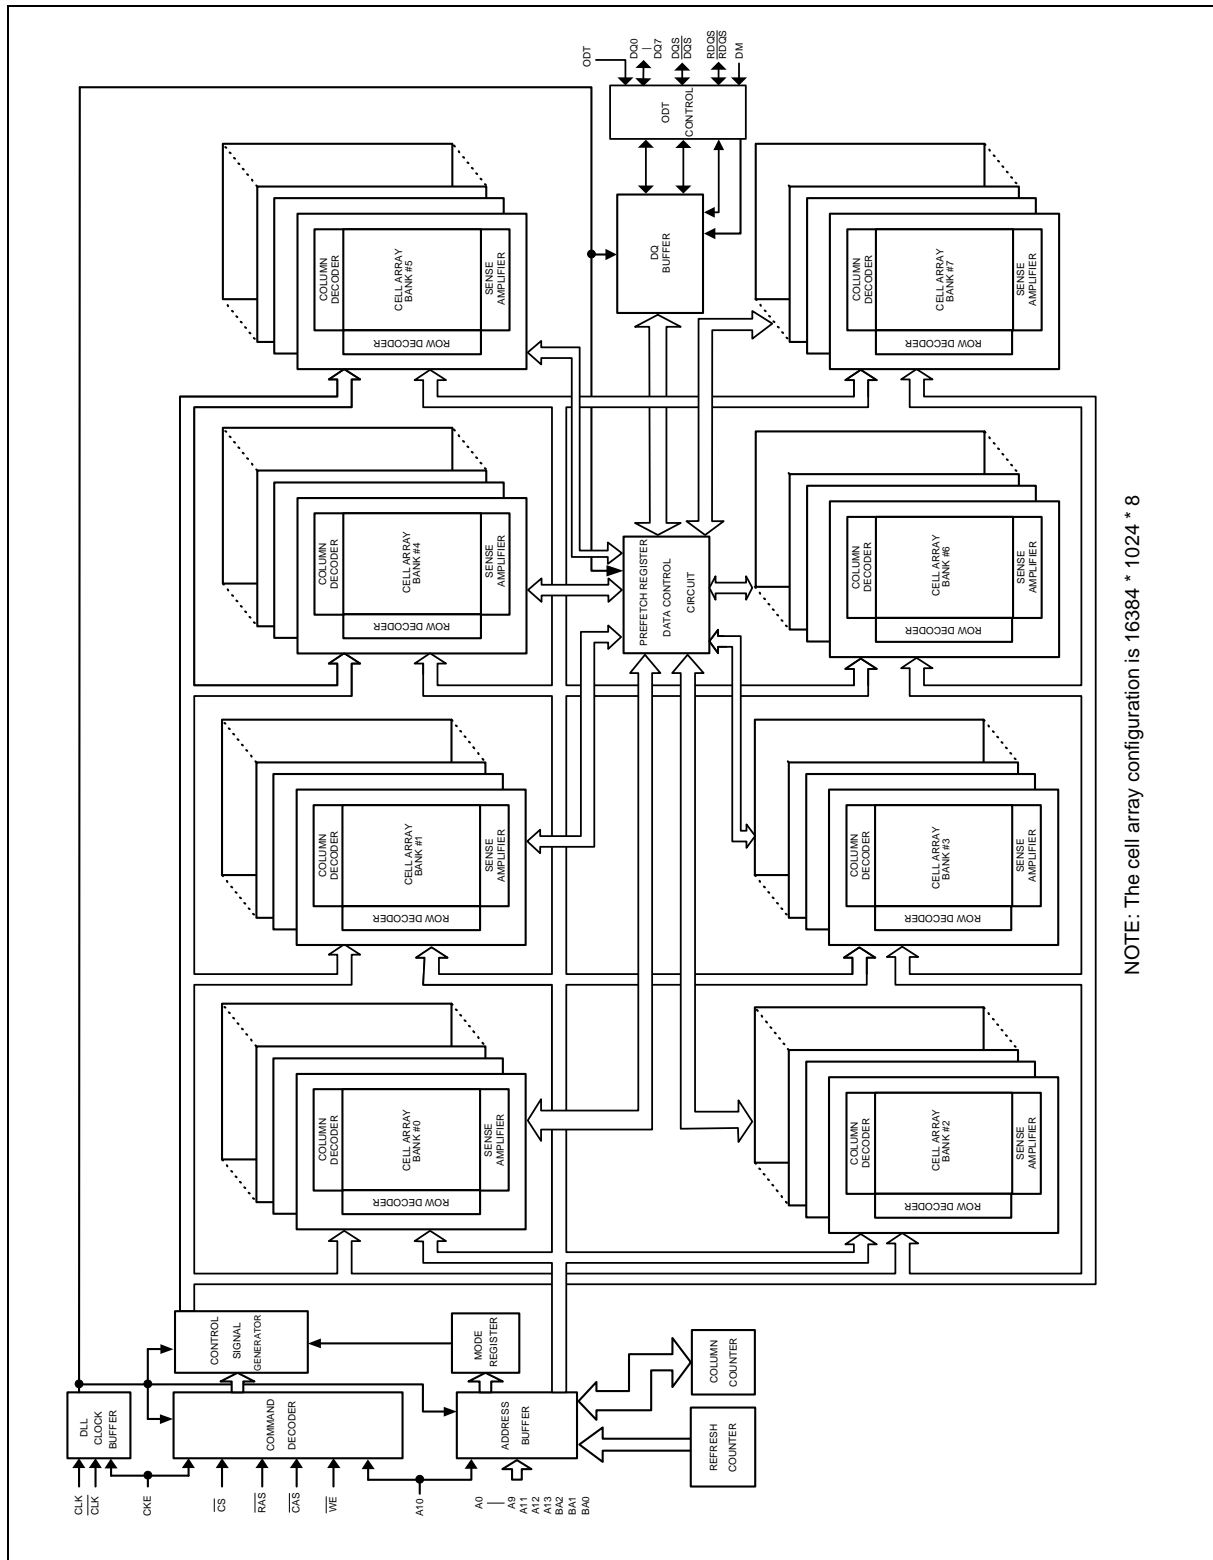 CLK
CLK
CKE
CS
RAS
CAS
WE
A10
A0
A9
A11
A12
A13
BA2
BA1
BA0
DLL
CLOCK
BUFFER
COMMAND
DECODER
ADDRESS
BUFFER
REFRESH
COUNTER
COLUMN
COUNTER
CONTROL
SIGNAL
GENERATOR
MODE
REGISTER
COLUMN
DECODER
ROW DECODER
CELL ARRAY
BANK #0
SENSE
AMPLIFIER
COLUMN
DECODER
ROW DECODER
CELL ARRAY
BANK #1
SENSE
AMPLIFIER
COLUMN
DECODER
ROW DECODER
CELL ARRAY
BANK #4
SENSE
AMPLIFIER
COLUMN
DECODER
ROW DECODER
CELL ARRAY
BANK #5
SENSE
AMPLIFIER
PREFETCH REGISTER
DATA CONTROL
CIRCUIT
DQ
BUFFER
ODT
CONTROL
ODT
DQ0
DQ7
DQS
DQS
RDQS
RDQS
DM
COLUMN
DECODER
ROW DECODER
CELL ARRAY
BANK #2
SENSE
AMPLIFIER
COLUMN
DECODER
ROW DECODER
CELL ARRAY
BANK #3
SENSE
AMPLIFIER
COLUMN
DECODER
ROW DECODER
CELL ARRAY
BANK #6
SENSE
AMPLIFIER
COLUMN
DECODER
ROW DECODER
CELL ARRAY
BANK #7
SENSE
AMPLIFIER
NOTE: The cell array configuration is 16384 * 1024 * 8